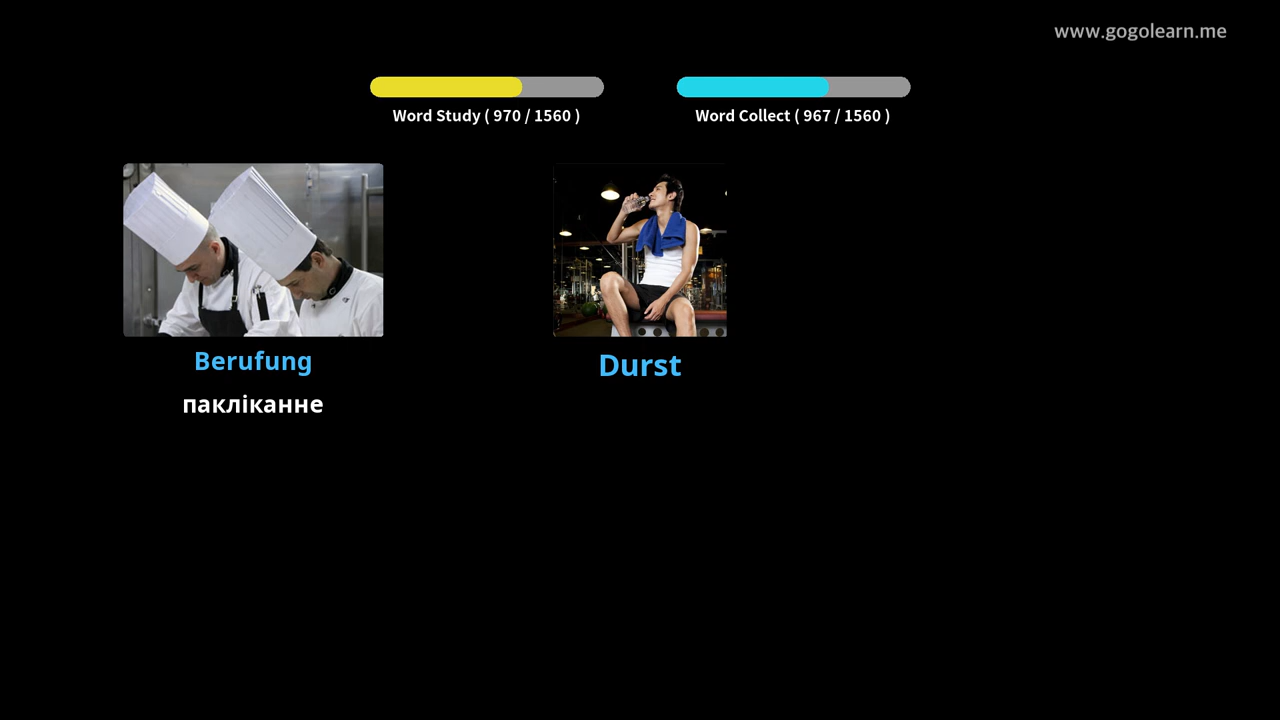 www.gogolearn.me
Word Study ( 970 / 1560 )
Word Collect ( 967 / 1560 )
Berufung
пакліканне
Durst